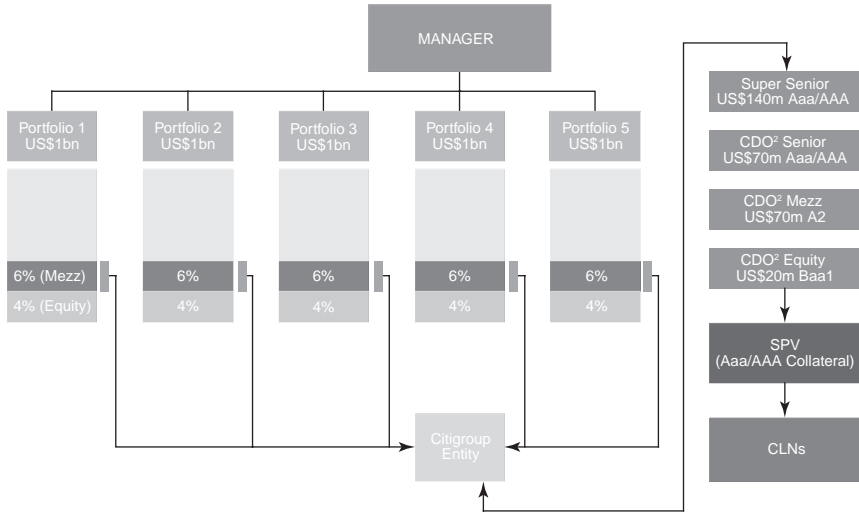 MANAGER
Portfolio 1
US$1bn
Portfolio 2
US$1bn
Portfolio 3
US$1bn
Portfolio 4
US$1bn
Portfolio 5
US$1bn
6% (Mezz)
6%
6%
6%
6%
4% (Equity)
4%
4%
4%
4%
Citigroup
Entity
Super Senior
US$140m Aaa/AAA
CDO² Senior
US$70m Aaa/AAA
CDO² Mezz
US$70m A2
CDO² Equity
US$20m Baa1
SPV
(Aaa/AAA Collateral)
CLNs